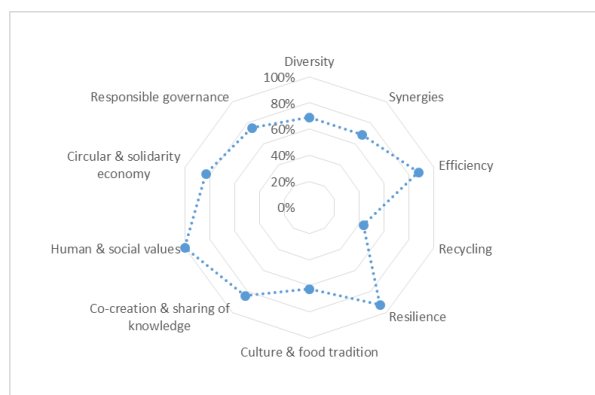 Diversity
100%
Responsible governance
Synergies
80%
60%
Circular & solidarity
economy
Efficiency
40%
20%
0%
Human & social values
Recycling
Co-creation & sharing of
knowledge
Resilience
Culture & food tradition